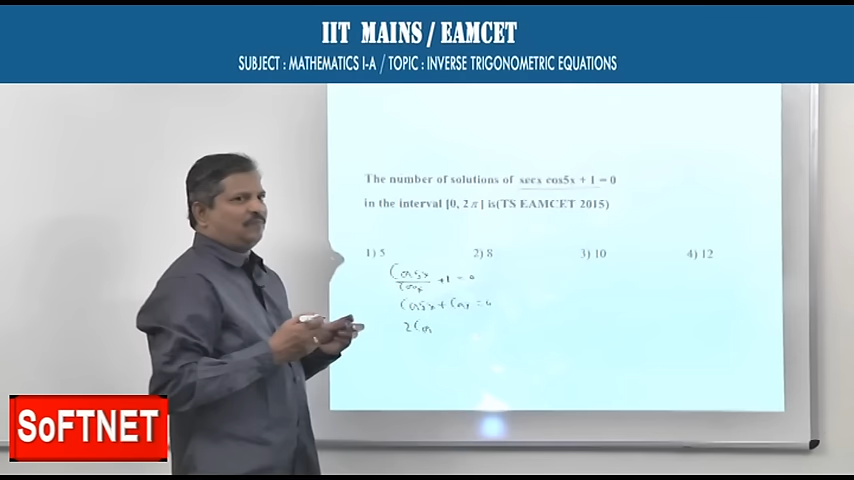 IIT MAINS / EAMCET
SUBJECT : MATHEMATICS I-A / TOPIC : INVERSE TRIGONOMETRIC EQUATIONS
The number of solutions of secx cos5x + 1 = 0
in the interval [0, 2π] is(TS EAMCET 2015)
1) 5 2) 8 3) 10 4) 12
Cos5x/Cosx +1 = 0
Cos5x + Cosx = 0
2Cos
SoFTNET